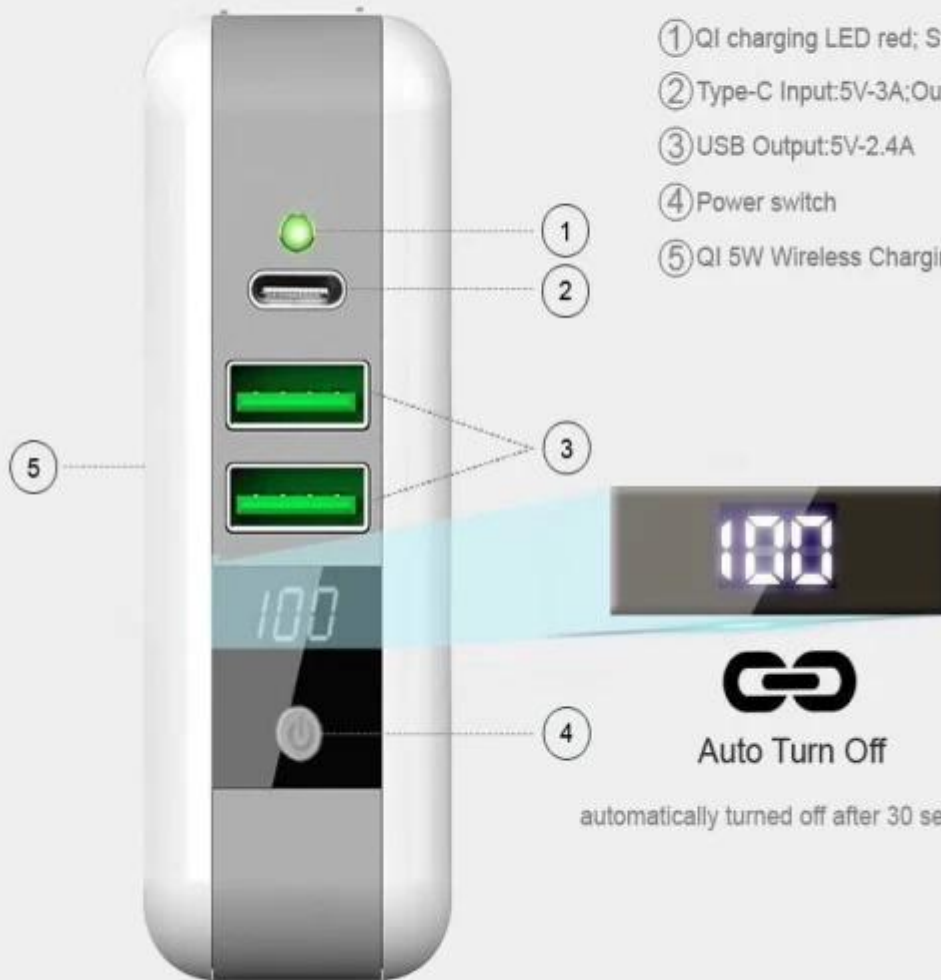 ①QI charging LED red; S
②Type-C Input:5V-3A;Ou
③USB Output:5V-2.4A
④Power switch
⑤QI 5W Wireless Chargin
1
2
3
5
100
100
4
Auto Turn Off
automatically turned off after 30 se